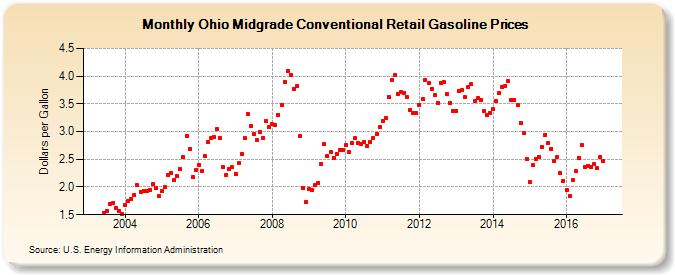 Monthly Ohio Midgrade Conventional Retail Gasoline Prices
Dollars per Gallon
4.5
4.0
3.5
3.0
2.5
2.0
1.5
2004 2006 2008 2010 2012 2014 2016
Source: U.S. Energy Information Administration